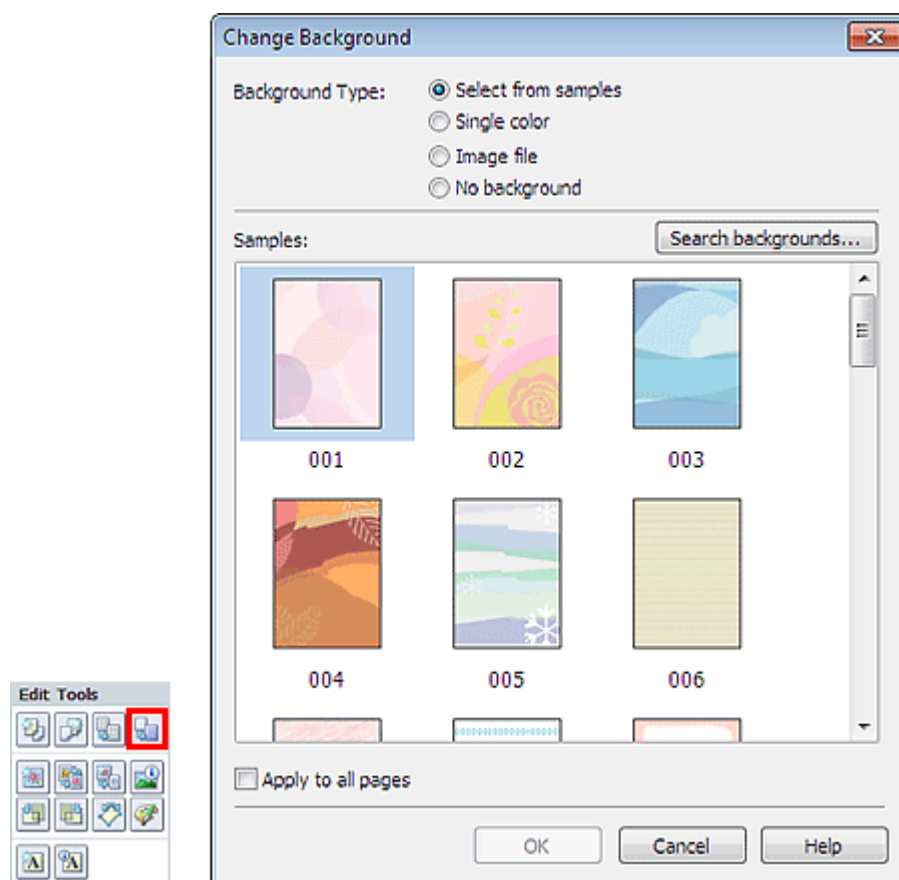 Change Background
Background Type:
Select from samples
Single color
Image file
No background
Samples:
Search backgrounds...
001 002 003
004 005 006
Edit Tools
A A
Apply to all pages
OK Cancel Help